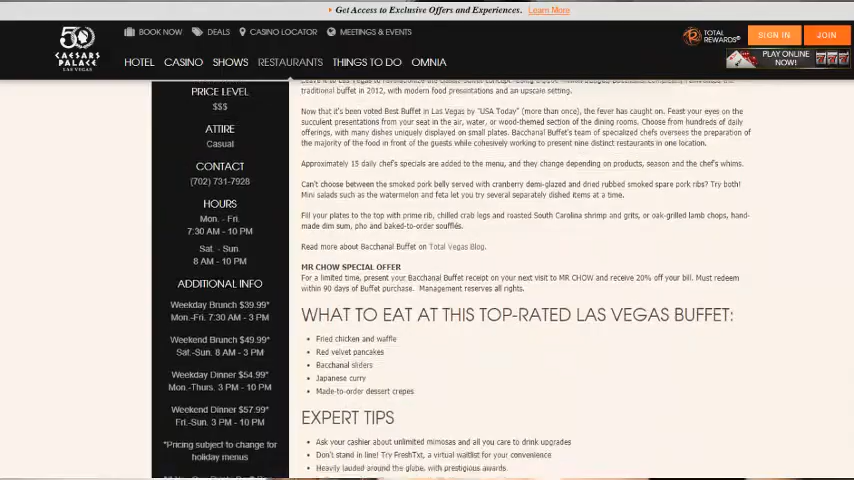 Get Access to Exclusive Offers and Experiences. Learn More
50
CAESARS
PALACE
LAS VEGAS
BOOK NOW DEALS CASINO LOCATOR MEETINGS & EVENTS
TOTAL
REWARDS®
SIGN IN JOIN
HOTEL CASINO SHOWS RESTAURANTS THINGS TO DO OMNIA
PLAY ONLINE
NOW!
PRICE LEVEL
$$$
ATTIRE
Casual
CONTACT
(702) 731-7928
HOURS
Mon. - Fri.
7:30 AM - 10 PM
Sat. - Sun.
8 AM - 10 PM
ADDITIONAL INFO
Weekday Brunch $39.99*
Mon.-Fri. 7:30 AM - 3 PM
Weekend Brunch $49.99*
Sat.-Sun. 8 AM - 3 PM
Weekday Dinner $54.99*
Mon.-Thurs. 3 PM - 10 PM
Weekend Dinner $57.99*
Fri.-Sun. 3 PM - 10 PM
*Pricing subject to change for
holiday menus
traditional buffet in 2012, with modern food presentations and an upscale setting.
Now that it's been voted Best Buffet in Las Vegas by "USA Today" (more than once), the fever has caught on. Feast your eyes on the
succulent presentations from your seat in the air, water, or wood-themed section of the dining rooms. Choose from hundreds of daily
offerings, with many dishes uniquely displayed on small plates. Bacchanal Buffet's team of specialized chefs oversees the preparation of
the majority of the food in front of the guests while cohesively working to present nine distinct restaurants in one location.
Approximately 15 daily chef's specials are added to the menu, and they change depending on products, season and the chef's whims.
Can't choose between the smoked pork belly served with cranberry demi-glazed and dried rubbed smoked spare pork ribs? Try both!
Mini salads such as the watermelon and feta let you try several separately dished items at a time.
Fill your plates to the top with prime rib, chilled crab legs and roasted South Carolina shrimp and grits, or oak-grilled lamb chops, hand-
made dim sum, pho and baked-to-order soufflés.
Read more about Bacchanal Buffet on Total Vegas Blog.
MR CHOW SPECIAL OFFER
For a limited time, present your Bacchanal Buffet receipt on your next visit to MR CHOW and receive 20% off your bill. Must redeem
within 90 days of Buffet purchase. Management reserves all rights.
WHAT TO EAT AT THIS TOP-RATED LAS VEGAS BUFFET:
• Fried chicken and waffle
• Red velvet pancakes
• Bacchanal sliders
• Japanese curry
• Made-to-order dessert crepes
EXPERT TIPS
• Ask your cashier about unlimited mimosas and all you care to drink upgrades
• Don't stand in line! Try FreshTxt, a virtual waitlist for your convenience
• Heavily lauded around the globe, with prestigious awards.